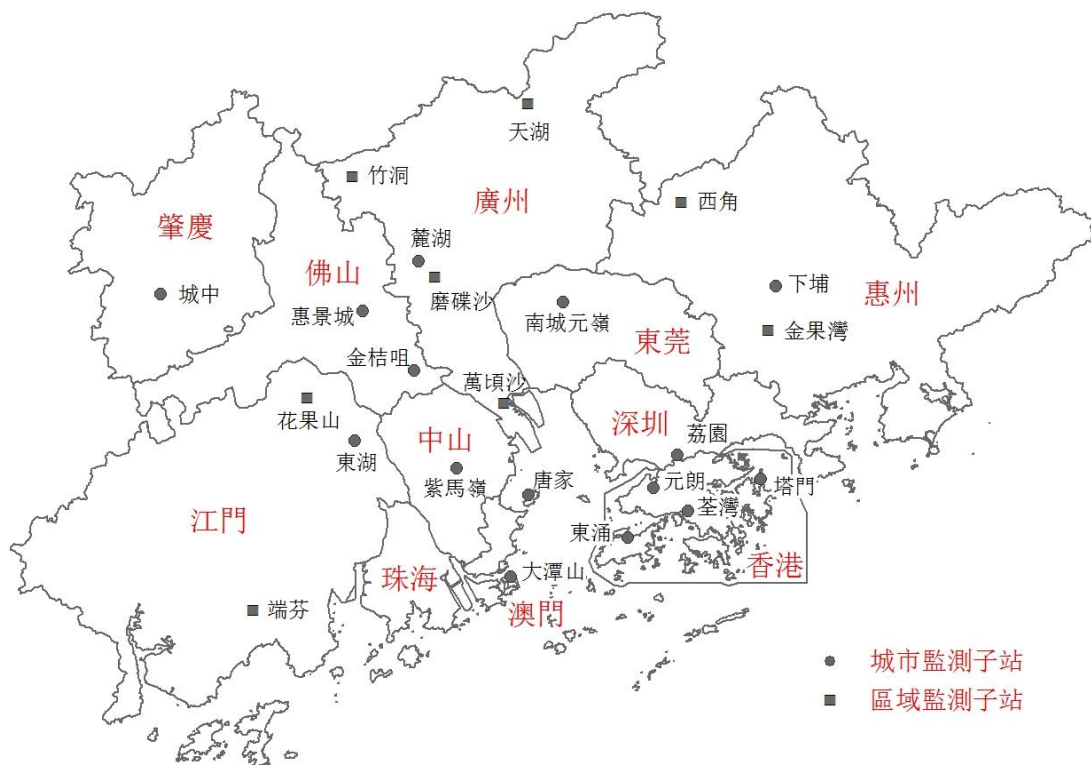 天湖
竹洞
廣州
西角
肇慶
麓湖
佛山
磨碟沙
城中
惠景城
南城元嶺
下埔
惠州
東莞
金果灣
金桔咀
萬頃沙
花果山
深圳
荔園
東湖
中山
紫馬嶺
唐家
元朗
塔門
荃灣
江門
東涌
香港
珠海
大潭山
澳門
端芬
城市監測子站
區域監測子站